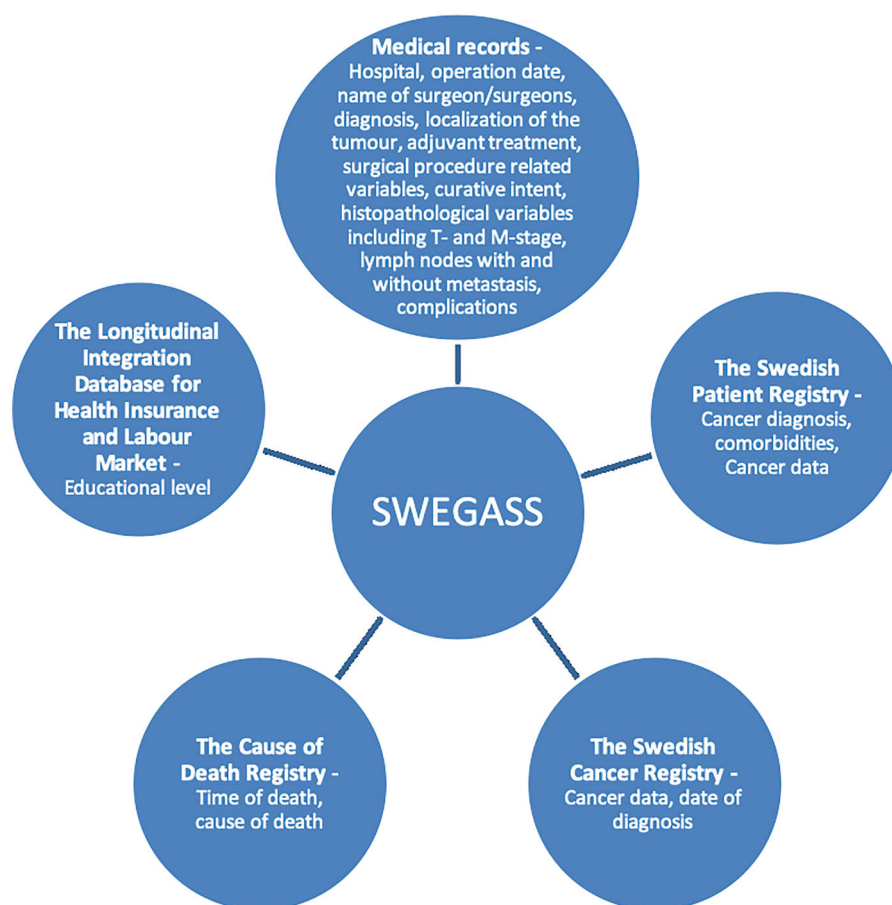 Medical records -
Hospital, operation date,
name of surgeon/surgeons,
diagnosis, localization of the
tumour, adjuvant treatment,
surgical procedure related
variables, curative intent,
histopathological variables
including T- and M-stage,
lymph nodes with and
without metastasis,
complications
The Longitudinal
Integration
Database for
Health Insurance
and Labour
Market -
Educational level
The Swedish
Patient Registry -
Cancer diagnosis,
comorbidities,
Cancer data
SWEGASS
The Cause of
Death Registry -
Time of death,
cause of death
The Swedish
Cancer Registry -
Cancer data, date of
diagnosis